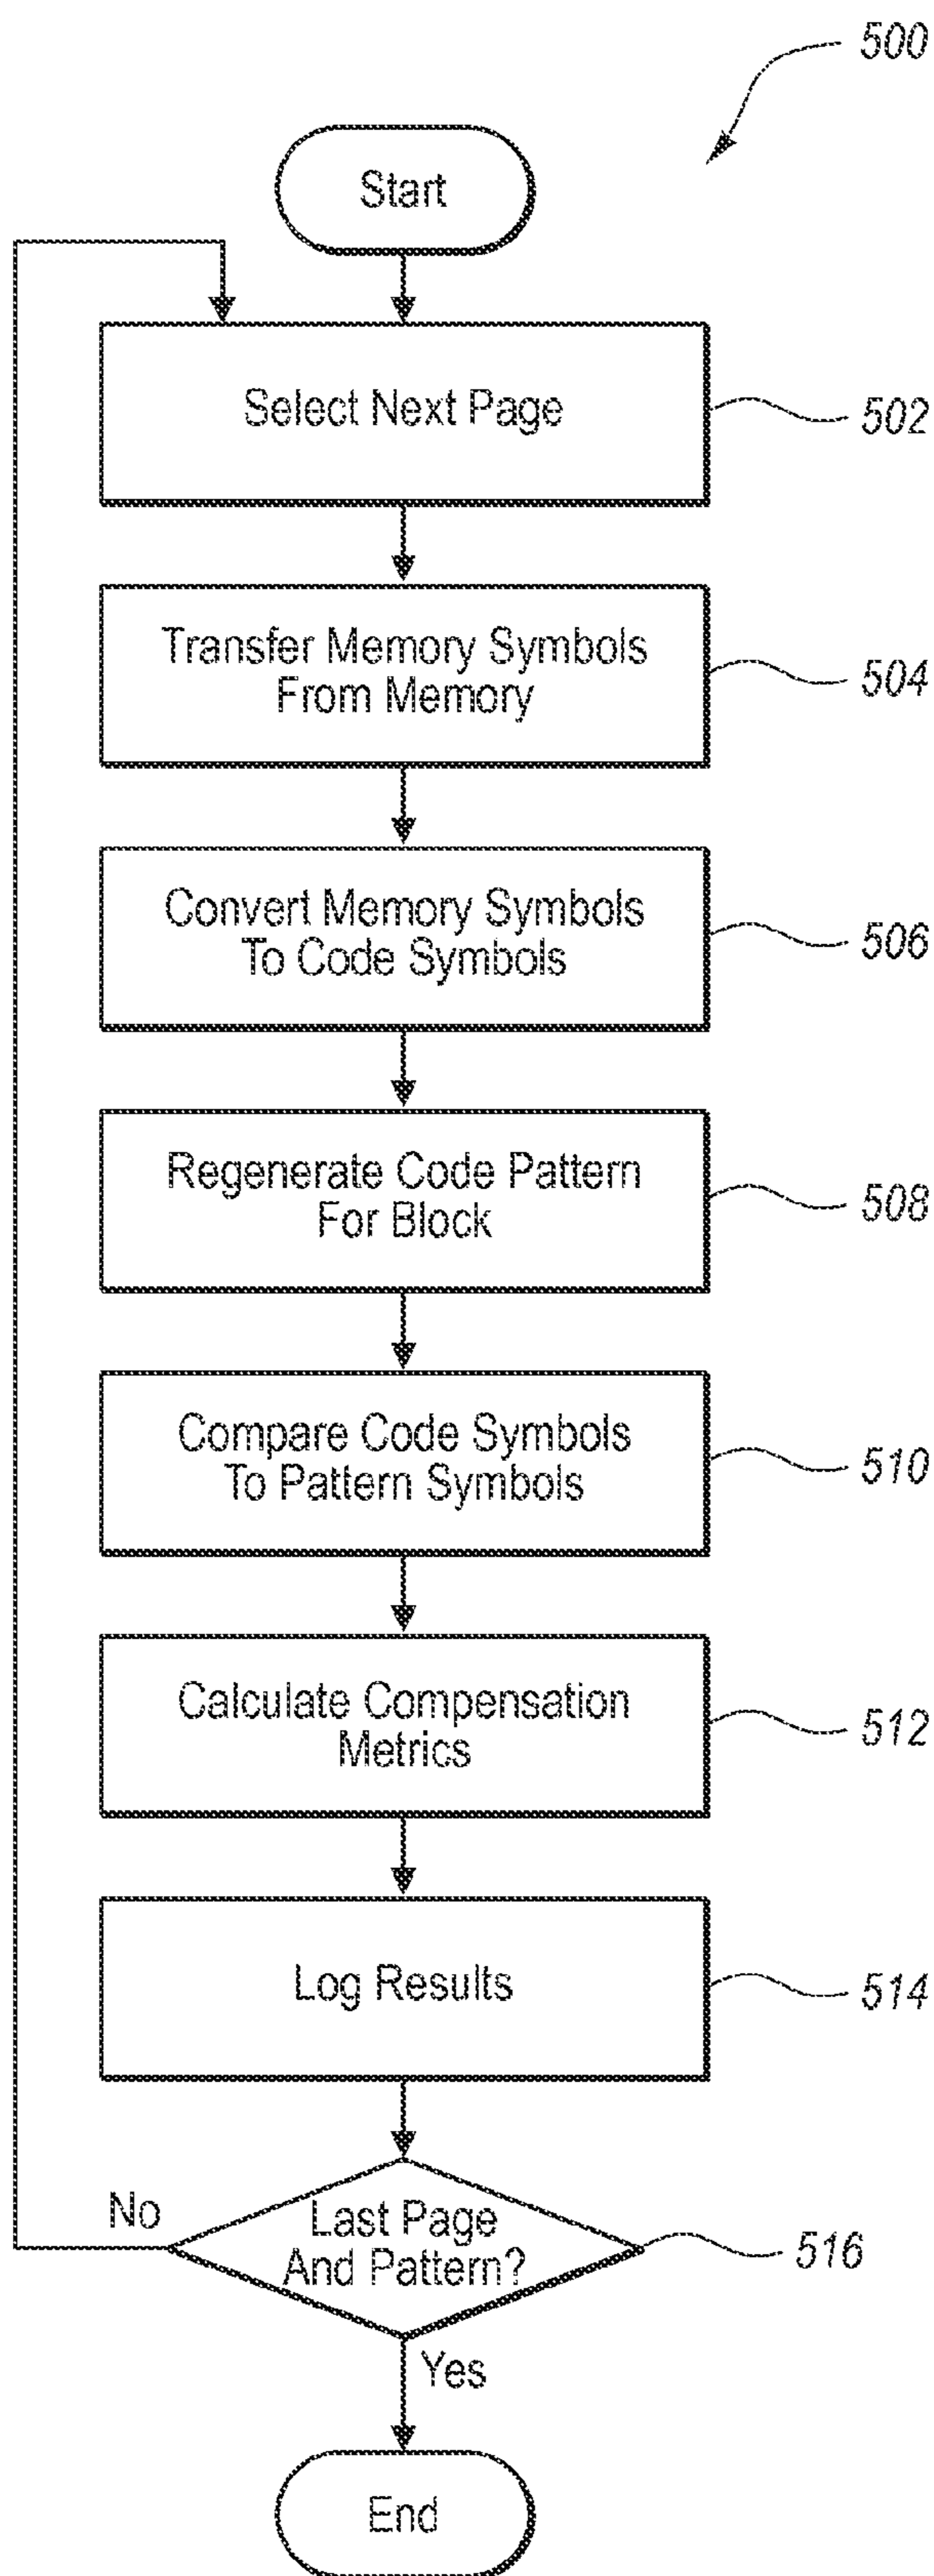 500
Start
Select Next Page
502
Transfer Memory Symbols
From Memory
504
Convert Memory Symbols
To Code Symbols
506
Regenerate Code Pattern
For Block
508
Compare Code Symbols
To Pattern Symbols
510
Calculate Compensation
Metrics
512
Log Results
514
No
Last Page
And Pattern?
516
Yes
End